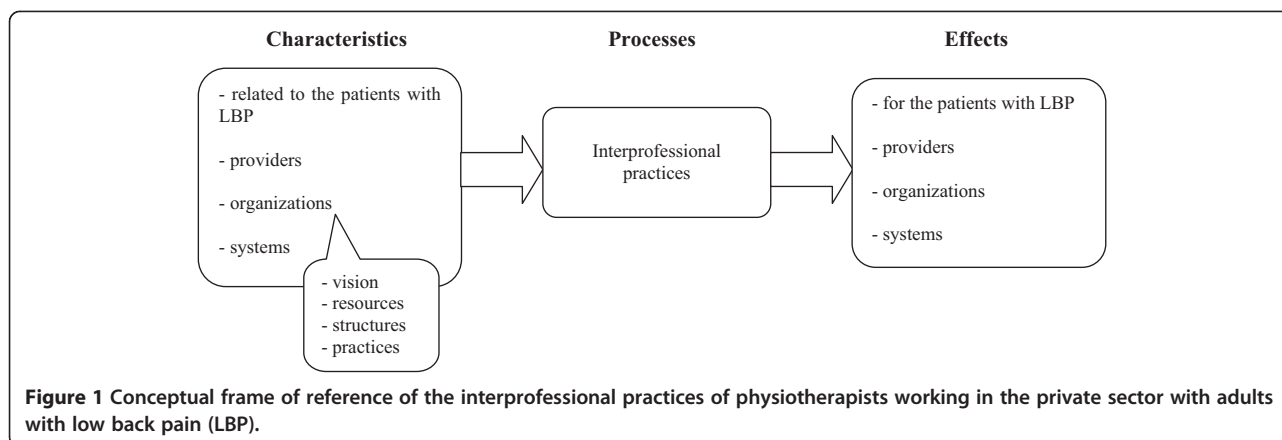 Characteristics
Processes
Effects
- related to the patients with
LBP
- providers
- organizations
- systems
- vision
- resources
- structures
- practices
Interprofessional
practices
- for the patients with LBP
- providers
- organizations
- systems
Figure 1 Conceptual frame of reference of the interprofessional practices of physiotherapists working in the private sector with adults
with low back pain (LBP).